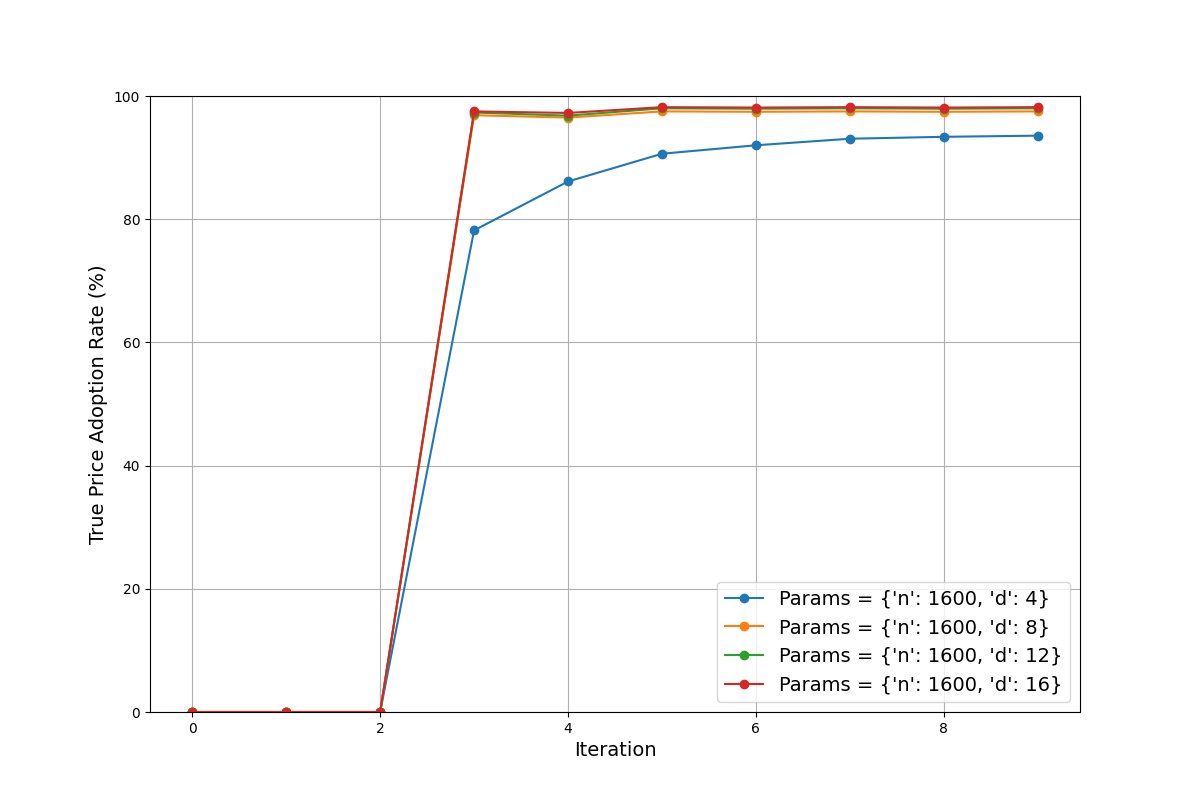 100
80
60
40
20
0
True Price Adoption Rate (%)
0 2 4 6 8
Iteration
Params = {'n': 1600, 'd': 4}
Params = {'n': 1600, 'd': 8}
Params = {'n': 1600, 'd': 12}
Params = {'n': 1600, 'd': 16}